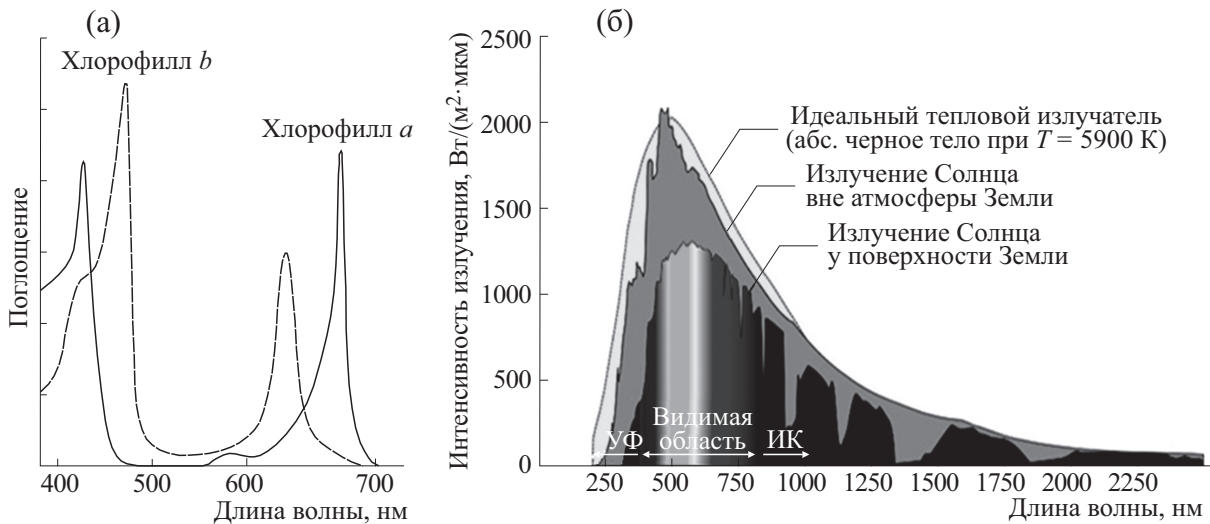 (а)
Хлорофилл b
Хлорофилл a
Поглощение
400 500 600 700
Длина волны, нм
(б)
Интенсивность излучения, Вт/(м²·мкм)
2500
2000
1500
1000
500
0
Идеальный тепловой излучатель
(абс. черное тело при T = 5900 К)
Излучение Солнца
вне атмосферы Земли
Излучение Солнца
у поверхности Земли
Видимая
УФ область ИК
250 500 750 1000 1250 1500 1750 2000 2250
Длина волны, нм